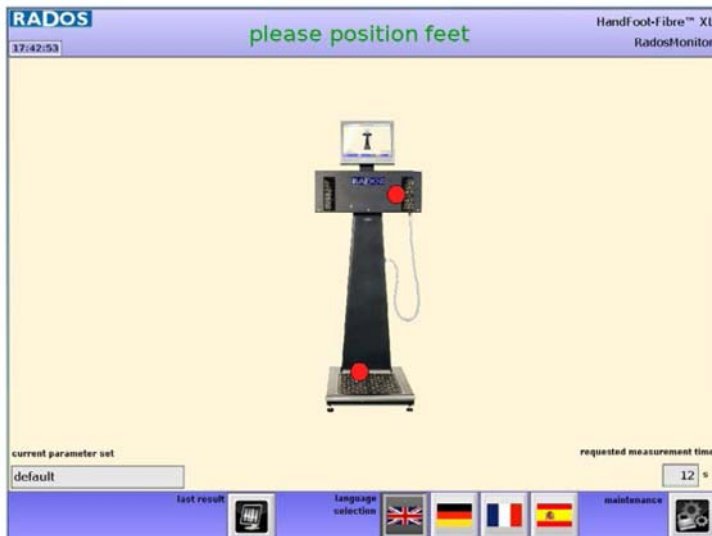 RADOS
17:42:53
please position feet
HandFoot-Fibre™ XL
RadosMonitor
RADOS
current parameter set
default
requested measurement time
12 s
last result
language
selection
maintenance